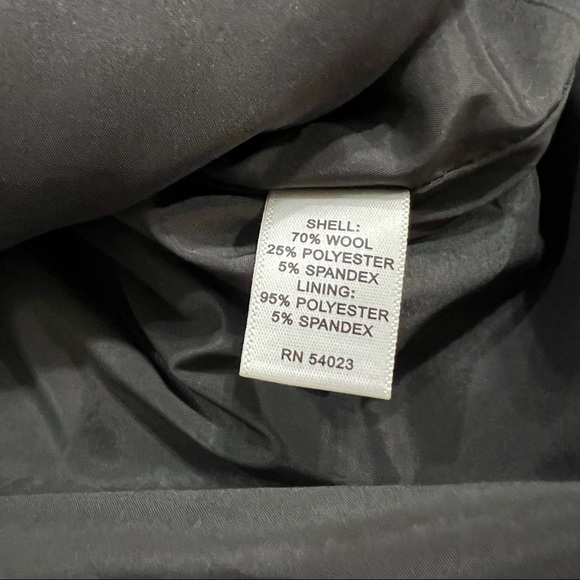 SHELL:
70% WOOL
25% POLYESTER
5% SPANDEX
LINING:
95% POLYESTER
5% SPANDEX
RN 54023